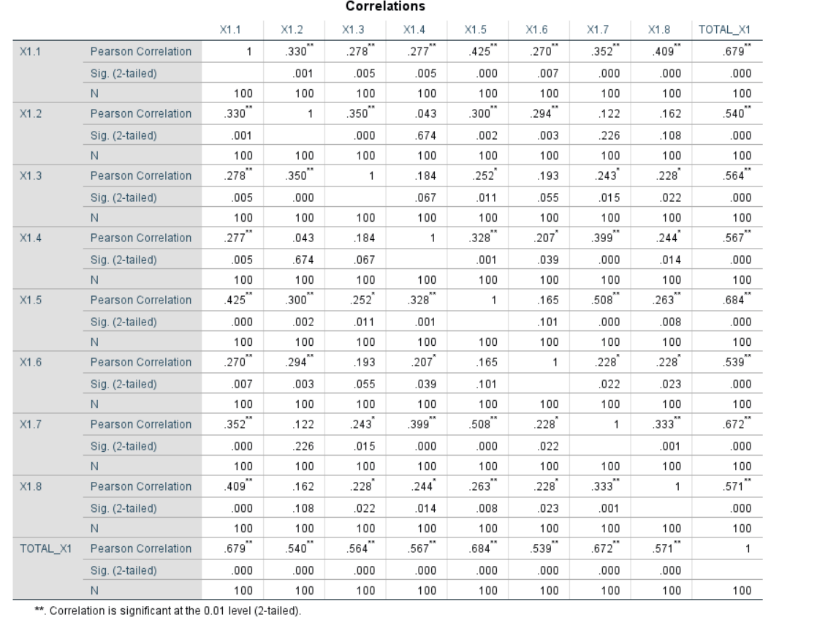 Correlations
X1.1 X1.2 X1.3 X1.4 X1.5 X1.6 X1.7 X1.8 TOTAL_X1
X1.1 Pearson Correlation 1 .330** .278** .277** .425** .270** .352** .409** .679**
Sig. (2-tailed) .001 .005 .005 .000 .007 .000 .000 .000
N 100 100 100 100 100 100 100 100 100
X1.2 Pearson Correlation .330** 1 .350** .043 .300** .294** .122 .162 .540**
Sig. (2-tailed) .001 .000 .674 .002 .003 .226 .108 .000
N 100 100 100 100 100 100 100 100 100
X1.3 Pearson Correlation .278** .350** 1 .184 .252* .193 .243* .228* .564**
Sig. (2-tailed) .005 .000 .067 .011 .055 .015 .022 .000
N 100 100 100 100 100 100 100 100 100
X1.4 Pearson Correlation .277** .043 .184 1 .328** .207* .399** .244* .567**
Sig. (2-tailed) .005 .674 .067 .001 .039 .000 .014 .000
N 100 100 100 100 100 100 100 100 100
X1.5 Pearson Correlation .425** .300** .252* .328** 1 .165 .508** .263** .684**
Sig. (2-tailed) .000 .002 .011 .001 .101 .000 .008 .000
N 100 100 100 100 100 100 100 100 100
X1.6 Pearson Correlation .270** .294** .193 .207* .165 1 .228* .228* .539**
Sig. (2-tailed) .007 .003 .055 .039 .101 .022 .023 .000
N 100 100 100 100 100 100 100 100 100
X1.7 Pearson Correlation .352** .122 .243* .399** .508** .228* 1 .333** .672**
Sig. (2-tailed) .000 .226 .015 .000 .000 .022 .001 .000
N 100 100 100 100 100 100 100 100 100
X1.8 Pearson Correlation .409** .162 .228* .244* .263** .228* .333** 1 .571**
Sig. (2-tailed) .000 .108 .022 .014 .008 .023 .001 .000
N 100 100 100 100 100 100 100 100 100
TOTAL_X1 Pearson Correlation .679** .540** .564** .567** .684** .539** .672** .571** 1
Sig. (2-tailed) .000 .000 .000 .000 .000 .000 .000 .000
N 100 100 100 100 100 100 100 100 100
**. Correlation is significant at the 0.01 level (2-tailed).